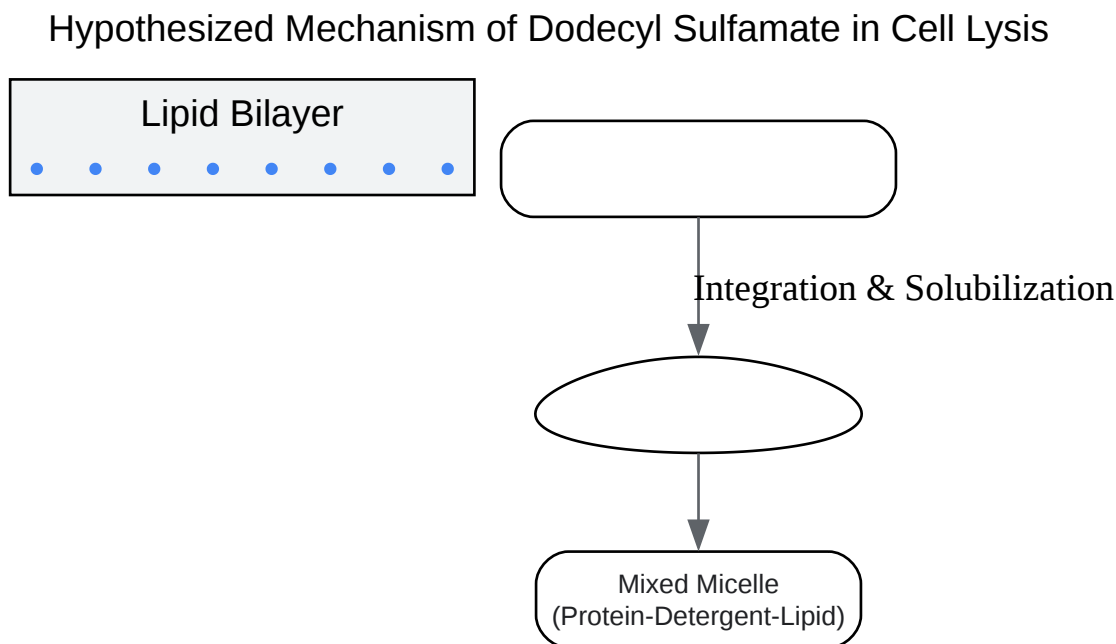 Hypothesized Mechanism of Dodecyl Sulfamate in Cell Lysis
Lipid Bilayer
Integration & Solubilization
Mixed Micelle
(Protein-Detergent-Lipid)